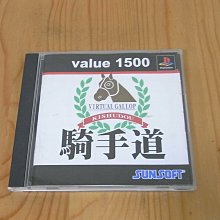 value 1500
VIRTUAL GALLOP
KISHUDOU
騎手道
SUNSOFT